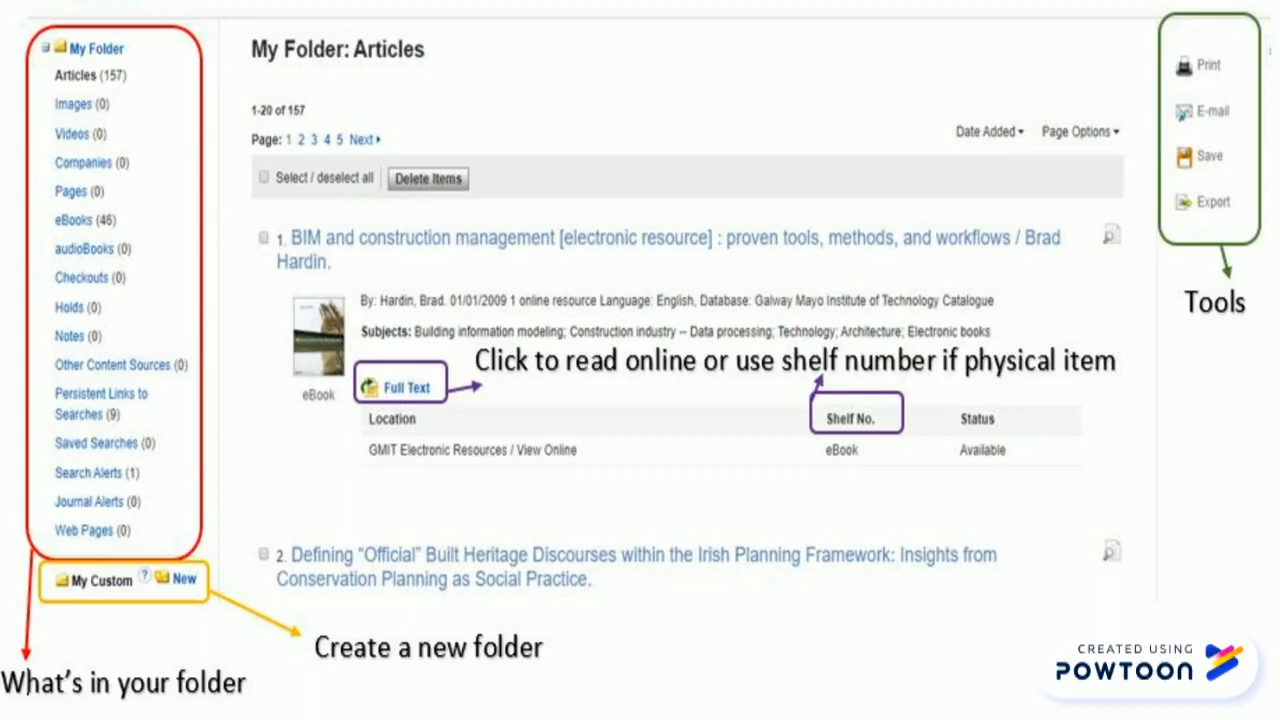 My Folder
Articles (157)
Images (0)
Videos (0)
Companies (0)
Pages (0)
eBooks (46)
audioBooks (0)
Checkouts (0)
Holds (0)
Notes (0)
Other Content Sources (0)
Persistent Links to
Searches (9)
Saved Searches (0)
Search Alerts (1)
Journal Alerts (0)
Web Pages (0)
My Custom ? New
What's in your folder
Create a new folder
My Folder: Articles
1-20 of 157
Page: 1 2 3 4 5 Next
Date Added Page Options
Select / deselect all Delete Items
1. BIM and construction management [electronic resource] : proven tools, methods, and workflows / Brad
Hardin.
By: Hardin, Brad. 01/01/2009 1 online resource Language: English, Database: Galway Mayo Institute of Technology Catalogue
Subjects: Building information modeling; Construction industry -- Data processing; Technology; Architecture; Electronic books
Click to read online or use shelf number if physical item
eBook
Full Text
Location Shelf No. Status
GMIT Electronic Resources / View Online eBook Available
2. Defining “Official” Built Heritage Discourses within the Irish Planning Framework: Insights from
Conservation Planning as Social Practice.
Print
E-mail
Save
Export
Tools
CREATED USING
POWTOON